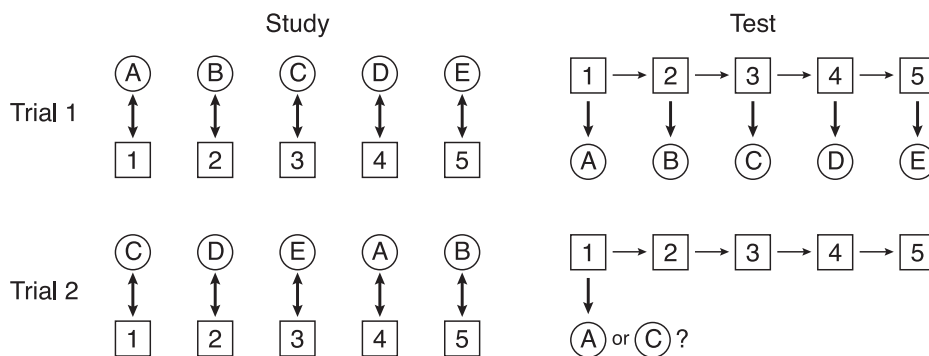 Study Test
A B C D E 1 → 2 → 3 → 4 → 5
Trial 1
1 2 3 4 5 A B C D E
C D E A B 1 → 2 → 3 → 4 → 5
Trial 2
1 2 3 4 5 A or C ?